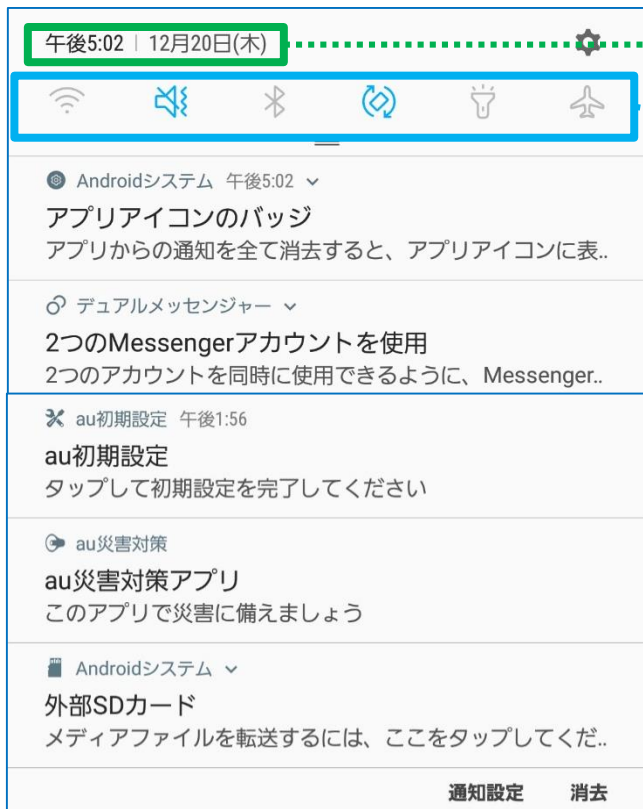 午後5:02 | 12月20日(木)
Androidシステム 午後5:02
アプリアイコンのバッジ
アプリからの通知を全て消去すると、アプリアイコンに表..
デュアルメッセンジャー
2つのMessengerアカウントを使用
2つのアカウントを同時に使用できるように、Messenger..
au初期設定 午後1:56
au初期設定
タップして初期設定を完了してください
au災害対策
au災害対策アプリ
このアプリで災害に備えましょう
Androidシステム
外部SDカード
メディアファイルを転送するには、ここをタップしてくだ..
通知設定 消去